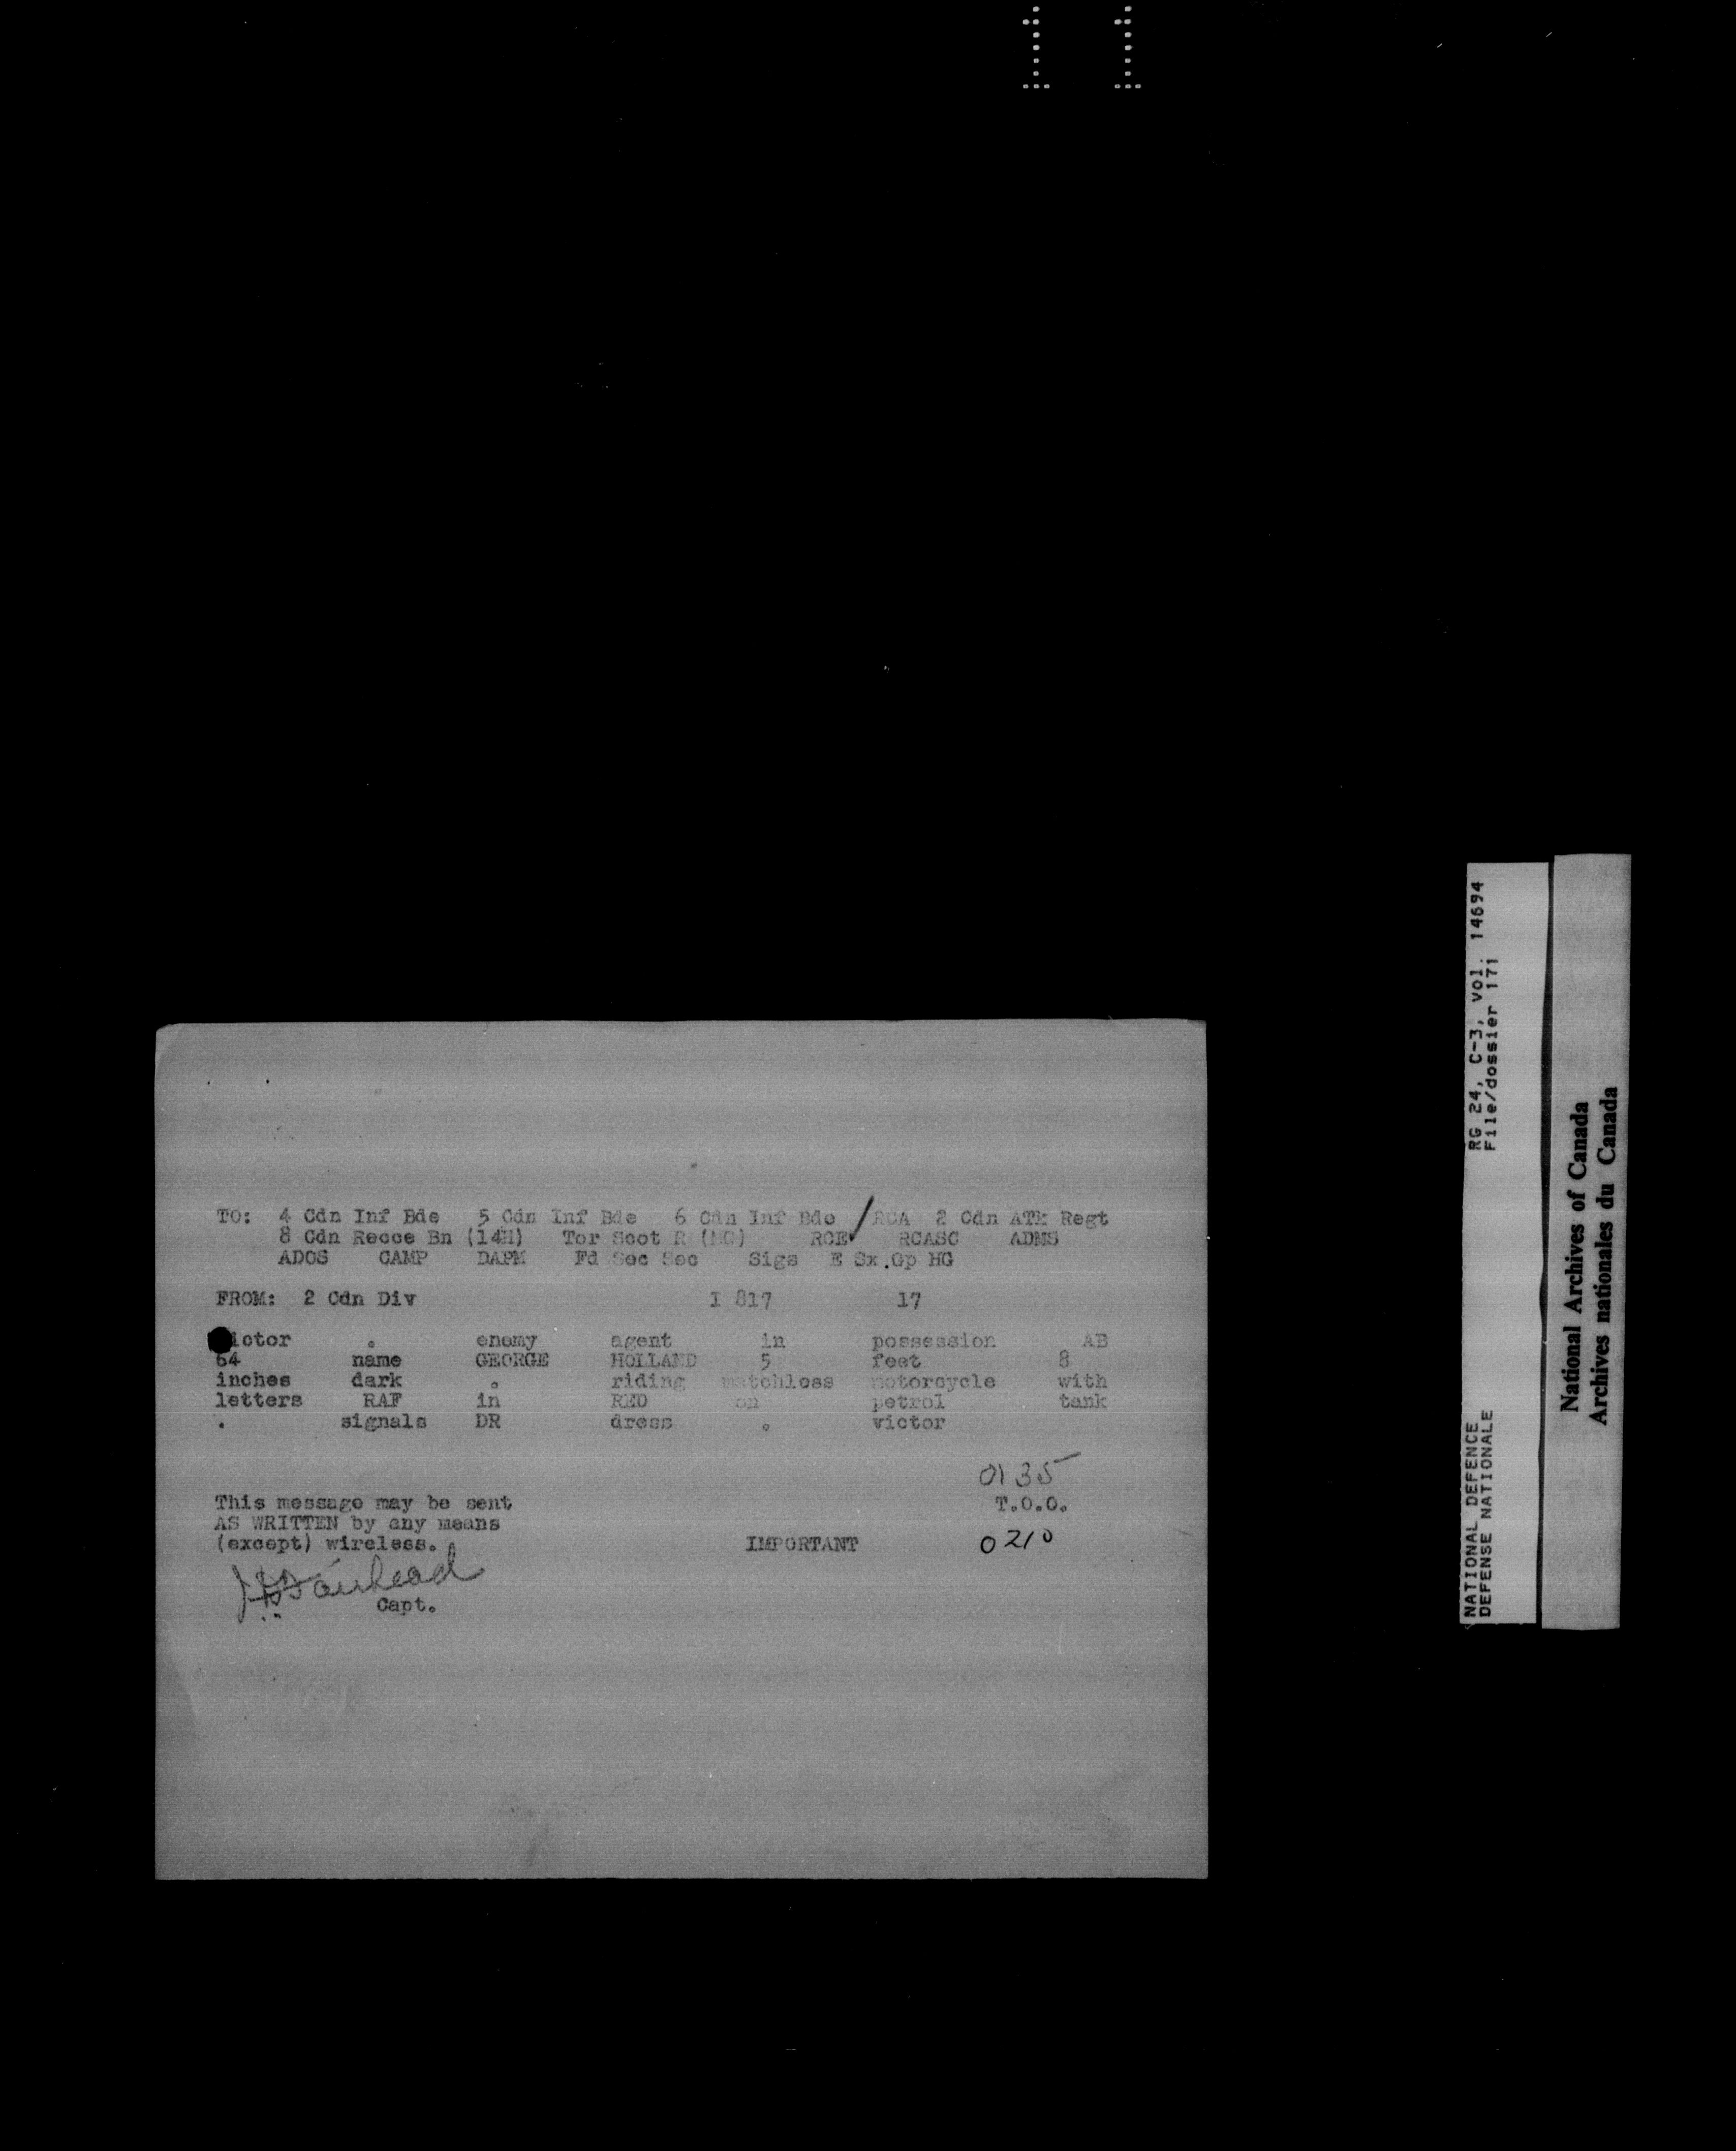 TO: 4 Cdn Inf Bde 5 Cdn Inf Bde 6 Cdn Inf Bde / RCA 2 Cdn ATk Regt
8 Cdn Recce Bn (14H) Tor Scot R (MG) RCE RCASC ADMS
ADOS CAMP DAPM Fd Sec Sec Sigs E Sx.Gp HG
FROM: 2 Cdn Div I 817 17
ictor . enemy agent in possession AB
64 name GEORGE HOLLAND 5 feet 8
inches dark . riding matchless motorcycle with
letters RAF in RED on petrol tank
. signals DR dress . victor
0135
This message may be sent T.O.O.
AS WRITTEN by any means
(except) wireless. IMPORTANT 0210
Capt.
RG 24, C-3, vol. 14694
File/dossier 171
NATIONAL DEFENCE
DEFENSE NATIONALE
National Archives of Canada
Archives nationales du Canada